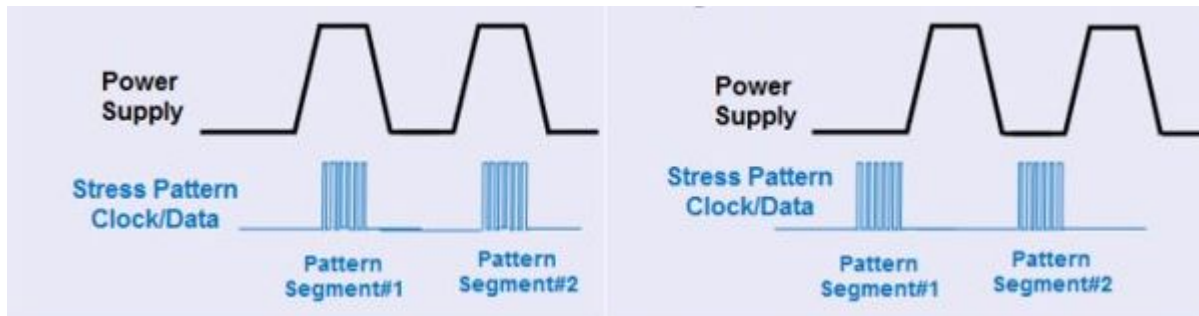 Power
Supply
Stress Pattern
Clock/Data
Pattern
Segment#1
Pattern
Segment#2
Power
Supply
Stress Pattern
Clock/Data
Pattern
Segment#1
Pattern
Segment#2